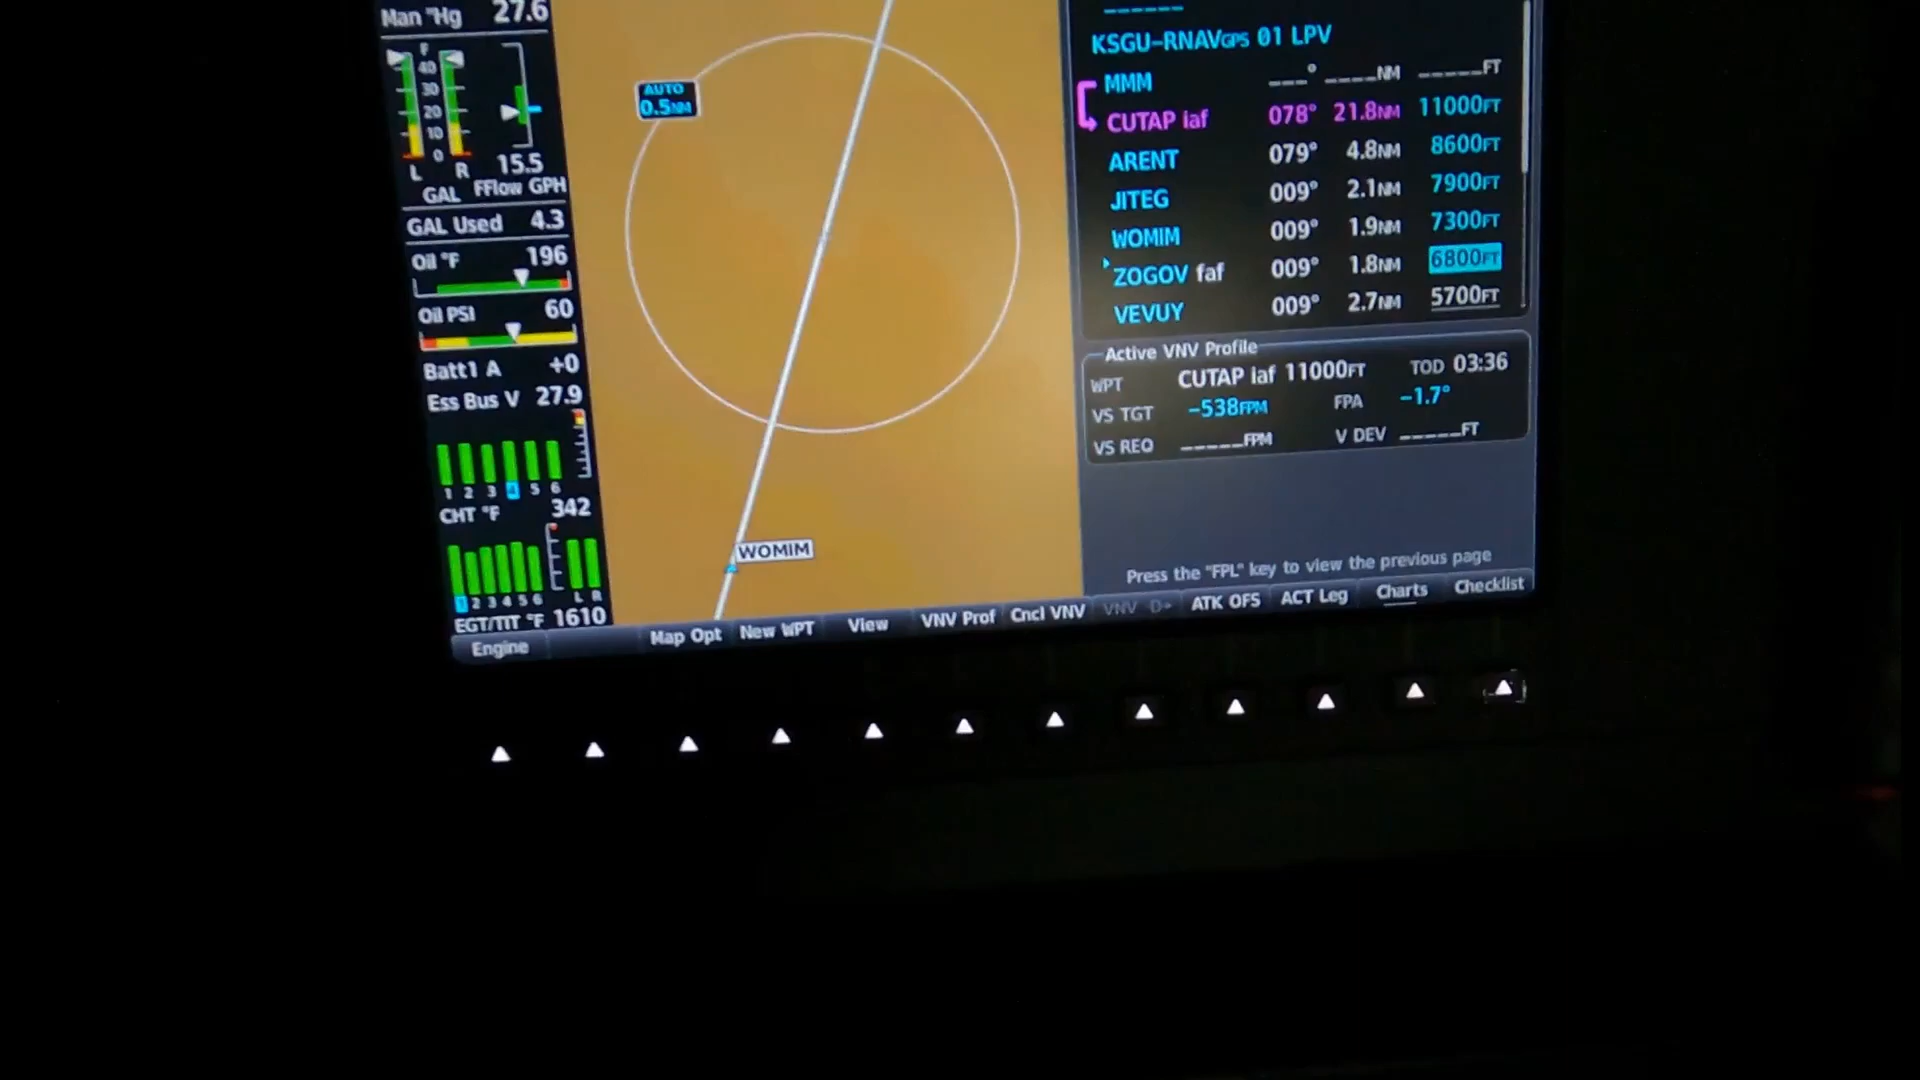 Man "Hg 27.6
F
40
30
20
10
0
L R
GAL
15.5
FFlow GPH
GAL Used 4.3
Oil °F 196
Oil PSI 60
Batt1 A +0
Ess Bus V 27.9
1 2 3 4 5 6
CHT °F 342
1 2 3 4 5 6 L R
EGT/TIT °F 1610
AUTO
0.5NM
WOMIM
______
KSGU-RNAVGPS 01 LPV
MMM ___° ____NM _____FT
CUTAP iaf 078° 21.8NM 11000FT
ARENT 079° 4.8NM 8600FT
JITEG 009° 2.1NM 7900FT
WOMIM 009° 1.9NM 7300FT
ZOGOV faf 009° 1.8NM 6800FT
VEVUY 009° 2.7NM 5700FT
Active VNV Profile
WPT CUTAP iaf 11000FT TOD 03:36
VS TGT -538FPM FPA -1.7°
VS REQ _____FPM V DEV _____FT
Press the "FPL" key to view the previous page
Engine Map Opt New WPT View VNV Prof Cncl VNV VNV D→ ATK OFS ACT Leg Charts Checklist